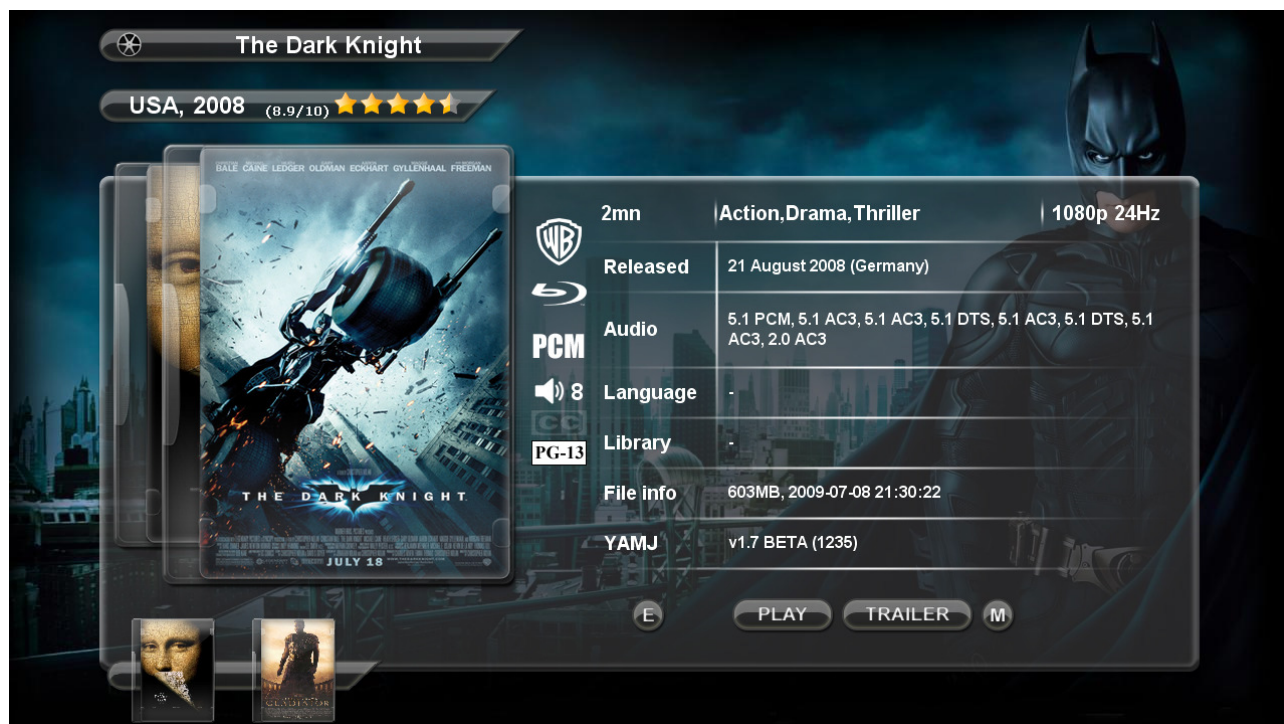 The Dark Knight
USA, 2008 (8.9/10)
BALE CAINE LEDGER OLDMAN ECKHART GYLLENHAAL FREEMAN
2mn Action,Drama,Thriller 1080p 24Hz
WB
Released 21 August 2008 (Germany)
Audio 5.1 PCM, 5.1 AC3, 5.1 AC3, 5.1 DTS, 5.1 AC3, 5.1 DTS, 5.1
AC3, 2.0 AC3
PCM
8
Language -
CC
Library -
PG-13
File info 603MB, 2009-07-08 21:30:22
THE DARK KNIGHT
YAMJ v1.7 BETA (1235)
JULY 18
E PLAY TRAILER M
GLADIATOR